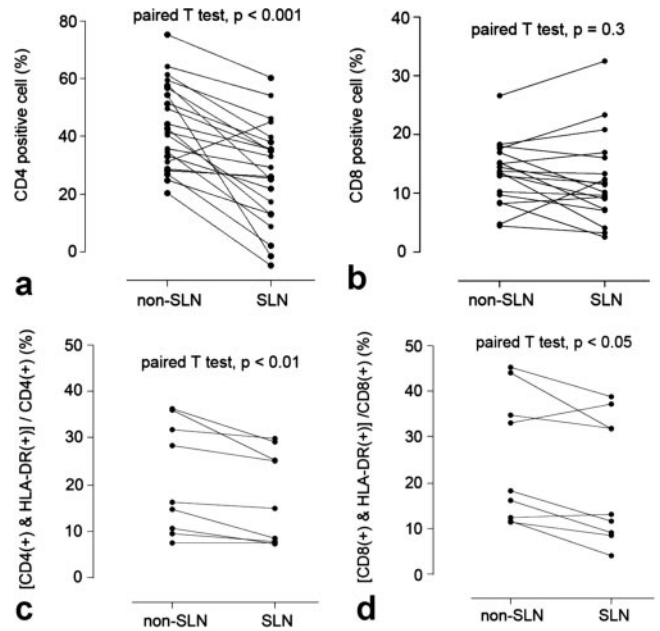 paired T test, p < 0.001
CD4 positive cell (%)
80
60
40
20
0
non-SLN SLN
a
paired T test, p = 0.3
CD8 positive cell (%)
40
30
20
10
0
non-SLN SLN
b
paired T test, p < 0.01
[CD4(+) & HLA-DR(+)] / CD4(+) (%)
50
40
30
20
10
0
non-SLN SLN
c
paired T test, p < 0.05
[CD8(+) & HLA-DR(+)] /CD8(+) (%)
50
40
30
20
10
0
non-SLN SLN
d